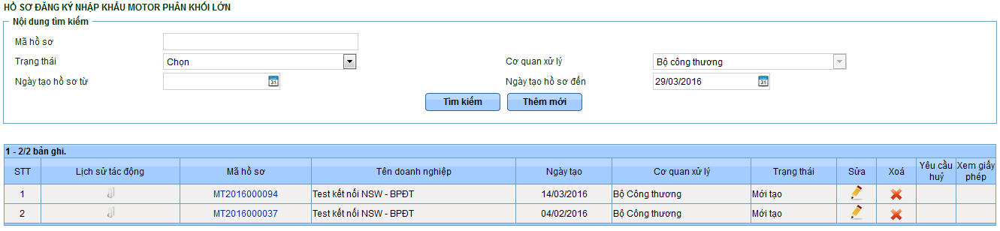 HỒ SƠ ĐĂNG KÝ NHẬP KHẨU MOTOR PHÂN KHỐI LỚN
Nội dung tìm kiếm
Mã hồ sơ
Trạng thái Chọn Cơ quan xử lý Bộ công thương
Ngày tạo hồ sơ từ 31 Ngày tạo hồ sơ đến 29/03/2016 31
Tìm kiếm Thêm mới
1 - 2/2 bản ghi.
STT Lịch sử tác động Mã hồ sơ Tên doanh nghiệp Ngày tạo Cơ quan xử lý Trạng thái Sửa Xoá Yêu cầu huỷ Xem giấy phép
1 MT2016000094 Test kết nối NSW - BPĐT 14/03/2016 Bộ Công thương Mới tạo
2 MT2016000037 Test kết nối NSW - BPĐT 04/02/2016 Bộ Công thương Mới tạo